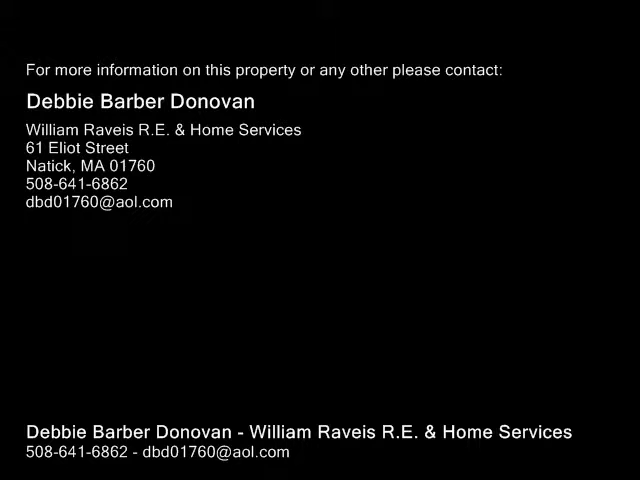 For more information on this property or any other please contact:
Debbie Barber Donovan
William Raveis R.E. & Home Services
61 Eliot Street
Natick, MA 01760
508-641-6862
dbd01760@aol.com
Debbie Barber Donovan - William Raveis R.E. & Home Services
508-641-6862 - dbd01760@aol.com